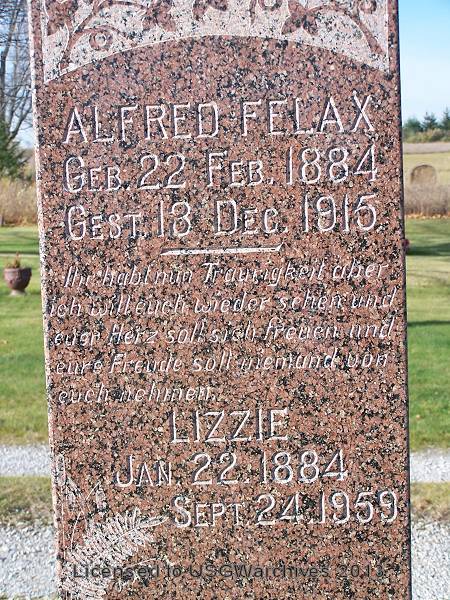 ALFRED FELAX
GEB. 22 FEB. 1884
GEST. 13 DEC. 1915
Ihr habt nun Traurigkeit aber
ich will euch wieder sehen und
euer Herz soll sich freuen und
eure Freude soll niemand von
euch nehmen.
LIZZIE
JAN. 22. 1884
SEPT. 24. 1959
Licensed to USGWarchives